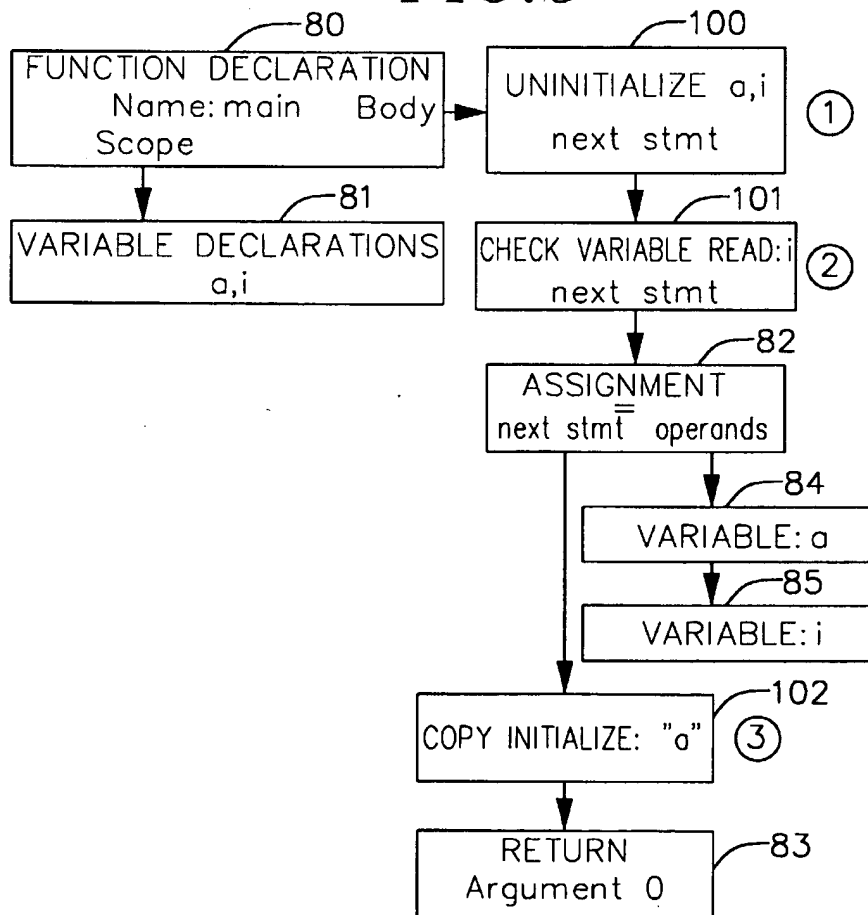 80
FUNCTION DECLARATION
Name: main Body
Scope
100
UNINITIALIZE a,i
next stmt
1
81
VARIABLE DECLARATIONS
a,i
101
CHECK VARIABLE READ: i
next stmt
2
82
ASSIGNMENT
=
next stmt operands
84
VARIABLE: a
85
VARIABLE: i
102
COPY INITIALIZE: "a"
3
83
RETURN
Argument 0